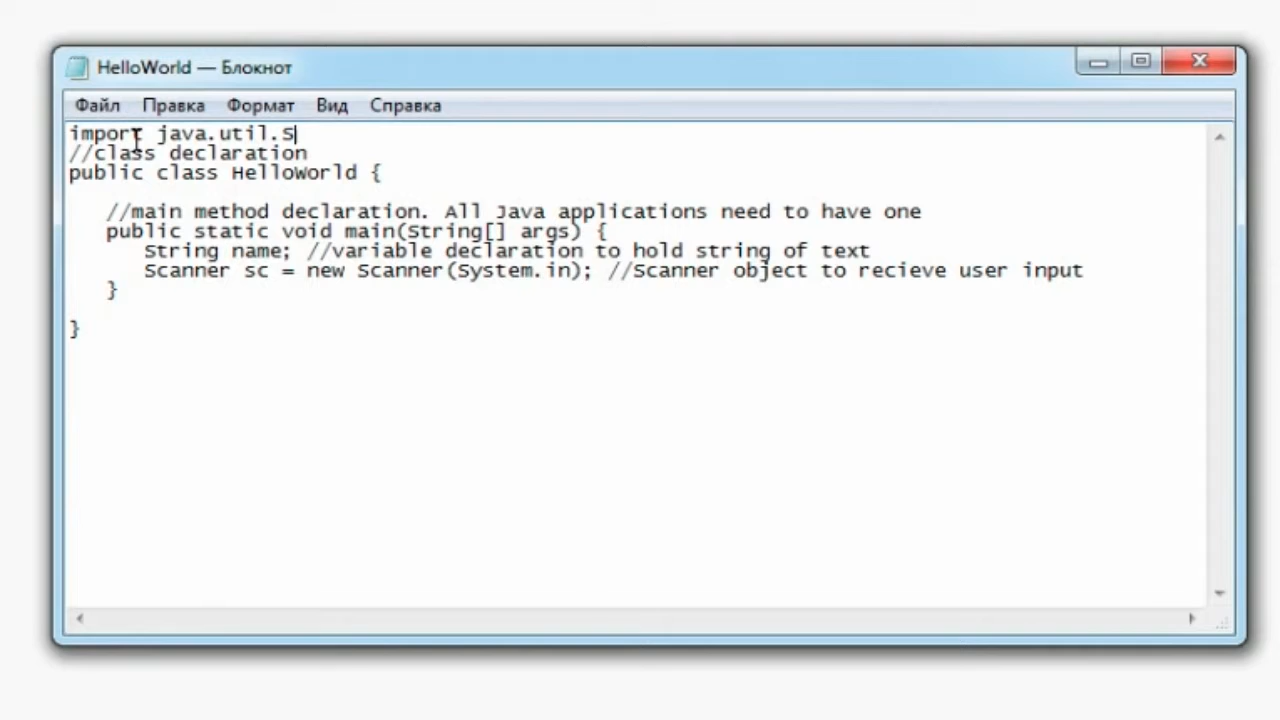 HelloWorld — Блокнот
Файл Правка Формат Вид Справка
import java.util.S
//class declaration
public class HelloWorld {
//main method declaration. All Java applications need to have one
public static void main(String[] args) {
String name; //variable declaration to hold string of text
Scanner sc = new Scanner(System.in); //Scanner object to recieve user input
}
}